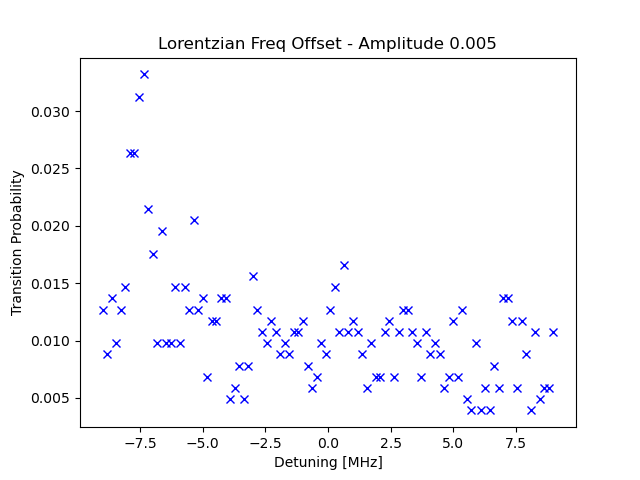 Lorentzian Freq Offset - Amplitude 0.005
Transition Probability
0.030
0.025
0.020
0.015
0.010
0.005
−7.5 −5.0 −2.5 0.0 2.5 5.0 7.5
Detuning [MHz]